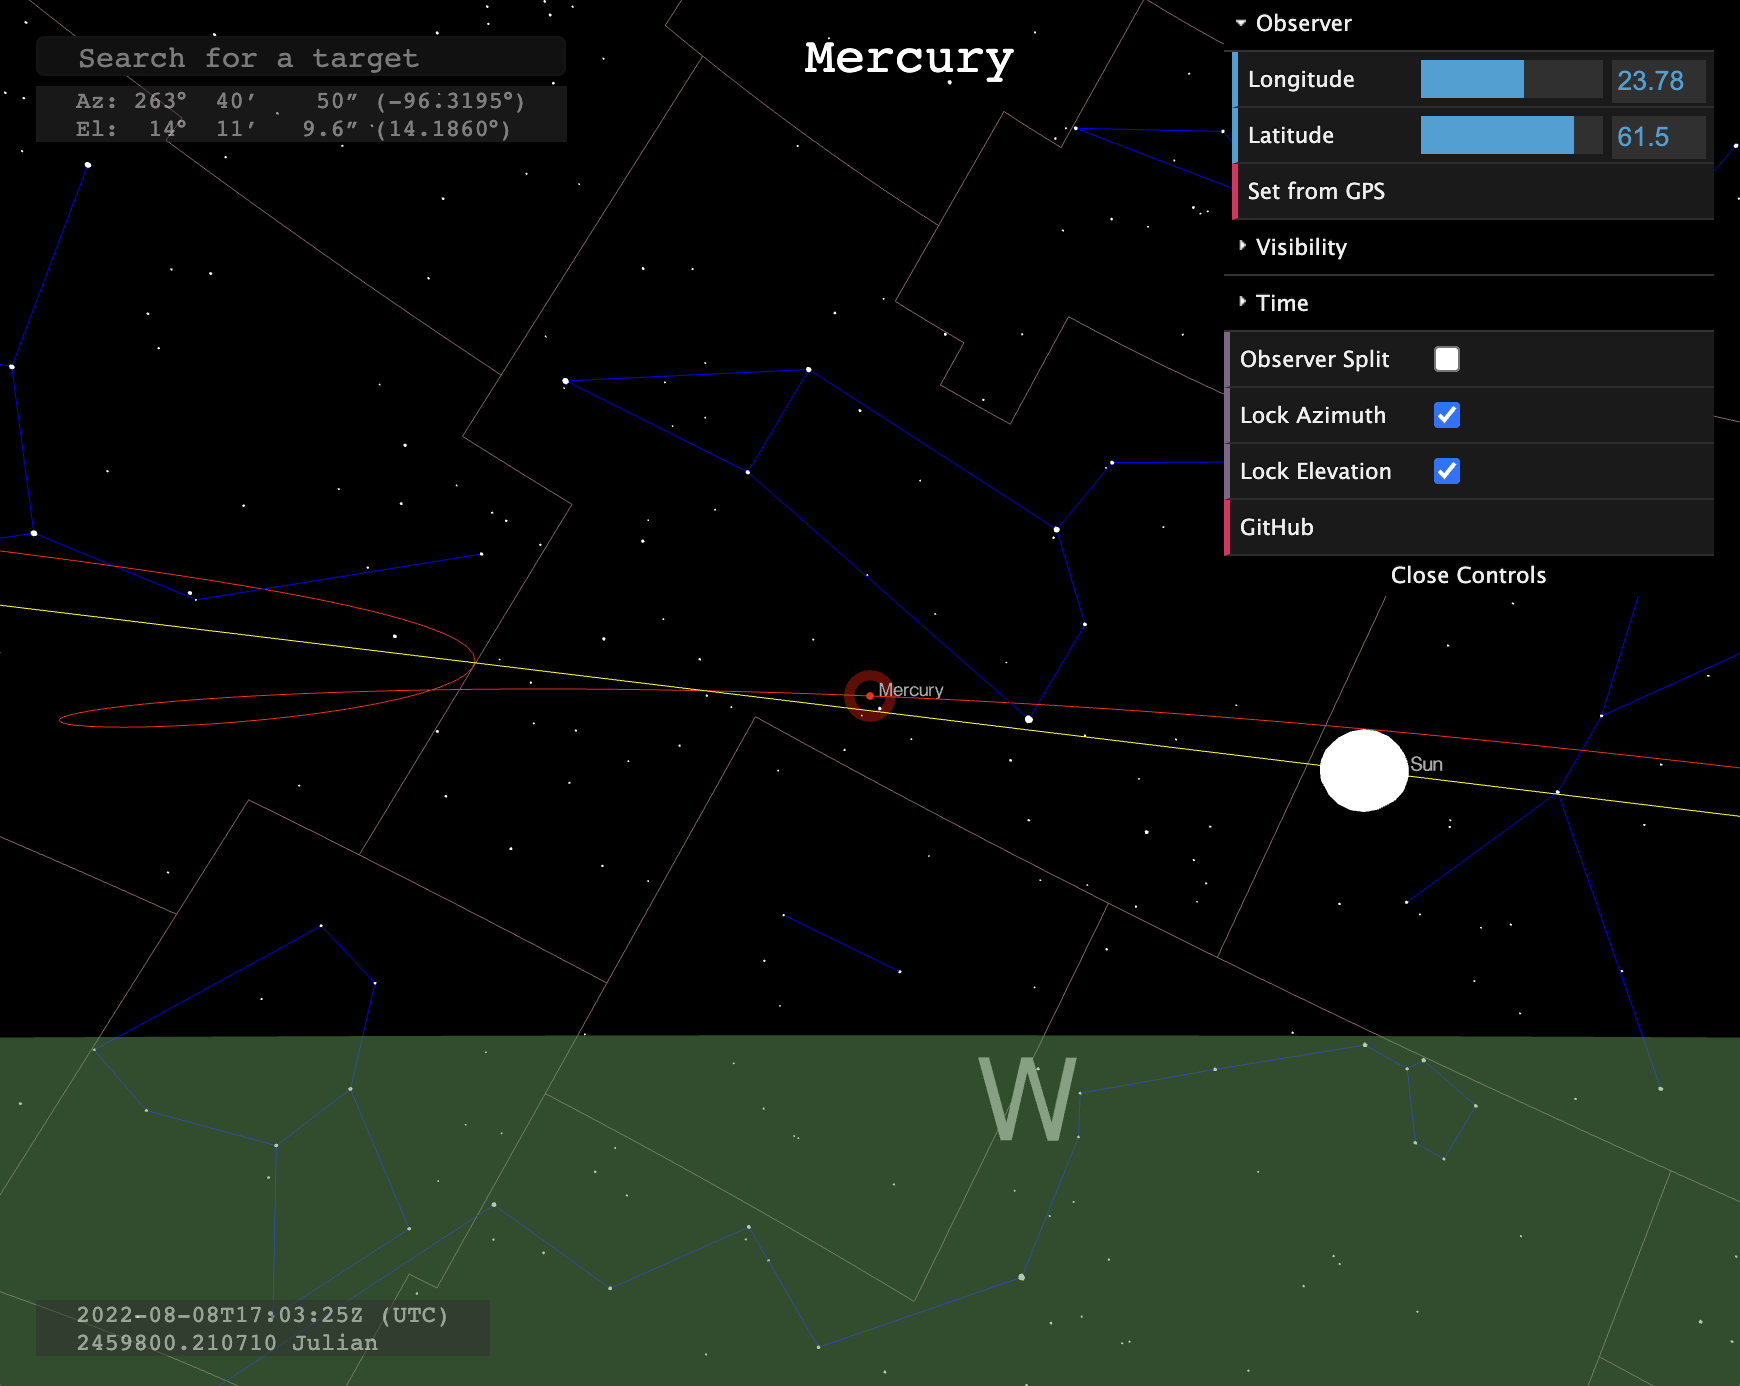 Search for a target
Az: 263° 40′ 50″ (-96.3195°)
El: 14° 11′ 9.6″ (14.1860°)
Mercury
Observer
Longitude 23.78
Latitude 61.5
Set from GPS
Visibility
Time
Observer Split
Lock Azimuth
Lock Elevation
GitHub
Close Controls
Mercury
Sun
W
2022-08-08T17:03:25Z (UTC)
2459800.210710 Julian